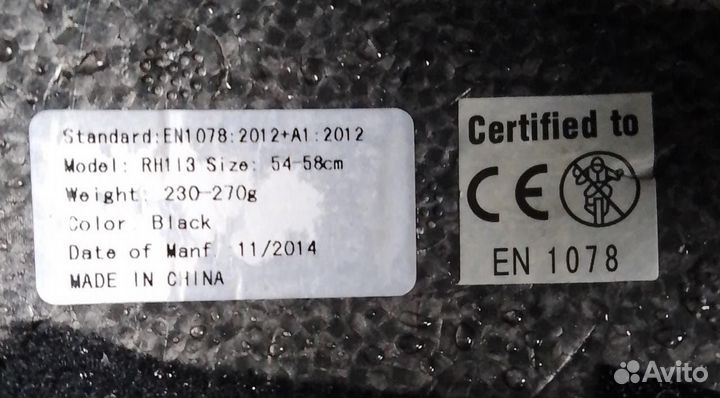 Standard:EN1078:2012+A1:2012
Model: RH113 Size: 54-58cm
Weight: 230-270g
Color: Black
Date of Manf. 11/2014
MADE IN CHINA
Certified to
CE
EN 1078
Avito